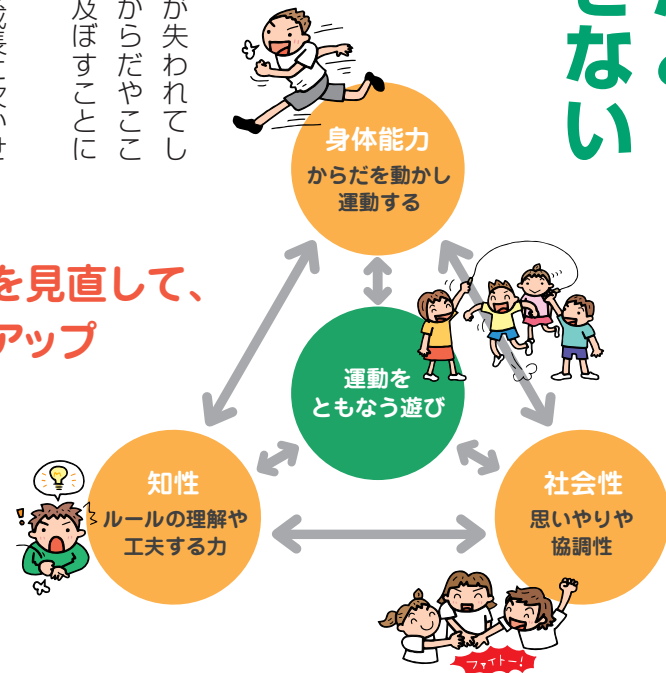 とない
が失われてし
からだやここ
及ぼすことに
を見直して、
アップ
身体能力
からだを動かし
運動する
運動を
ともなう遊び
知性
ルールの理解や
工夫する力
社会性
思いやりや
協調性
ファイトー!